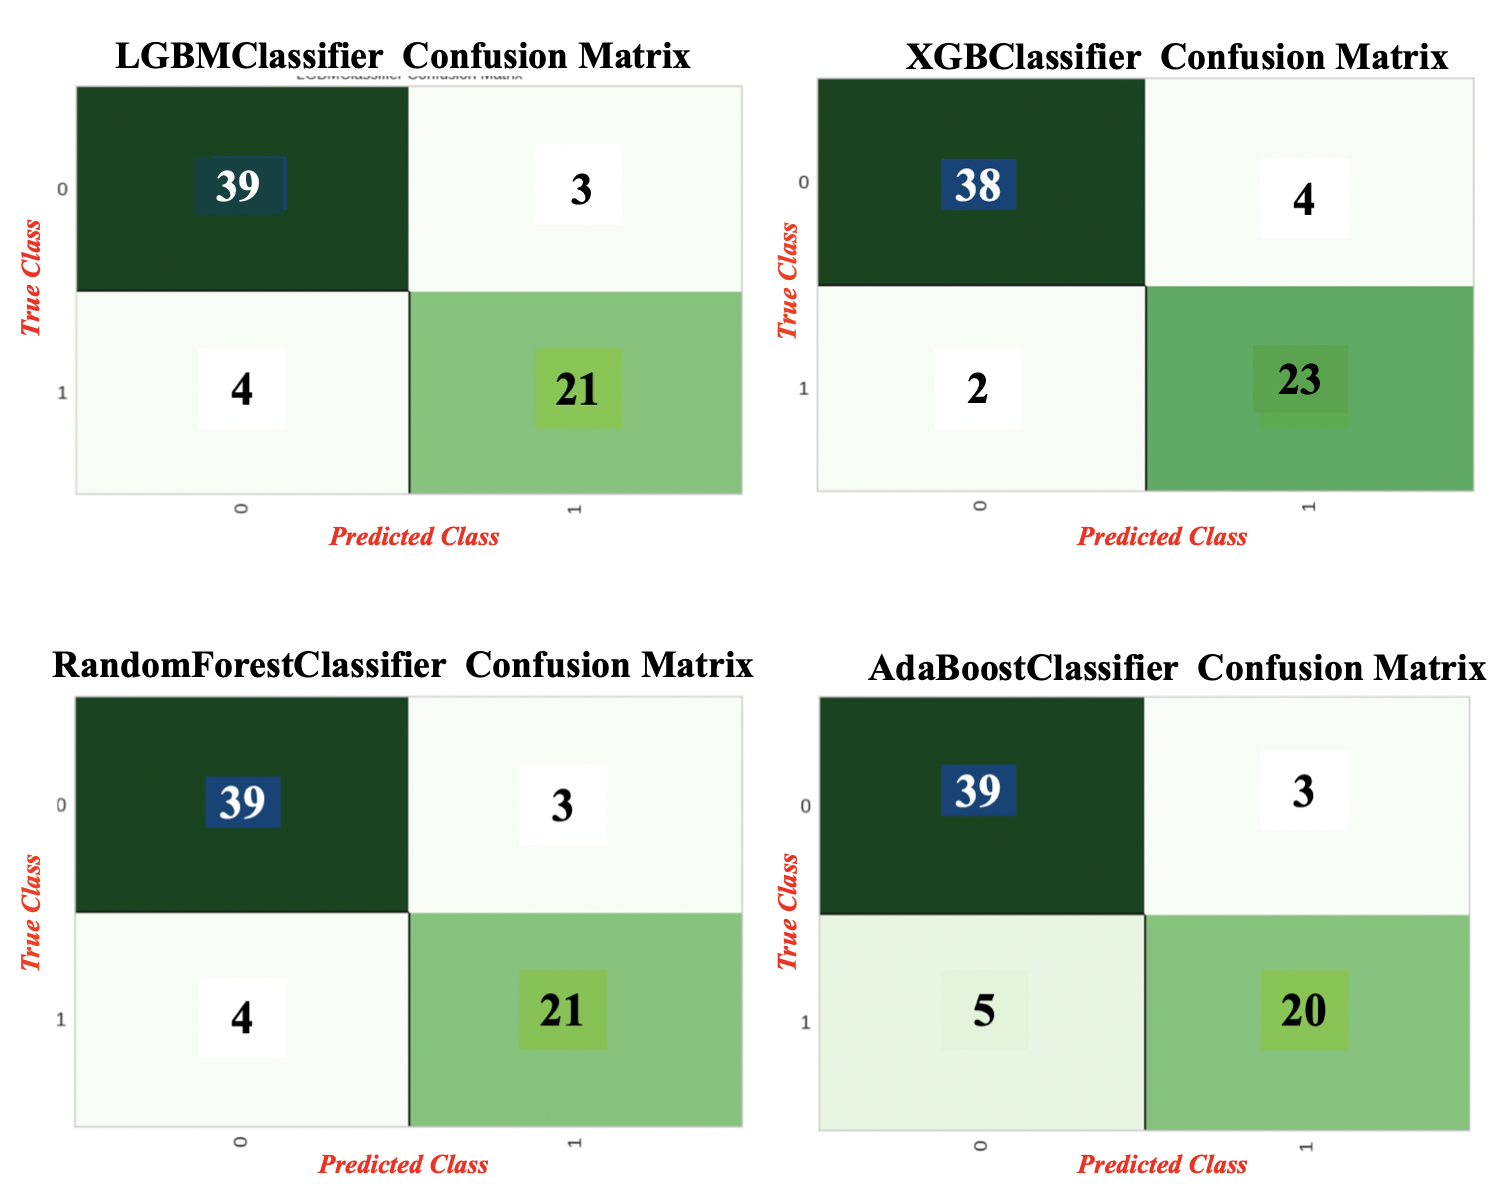 LGBMClassifier Confusion Matrix
LGBMClassifier Confusion Matrix
True Class
0
39
3
1
4
21
0
1
Predicted Class
XGBClassifier Confusion Matrix
True Class
0
38
4
1
2
23
0
1
Predicted Class
RandomForestClassifier Confusion Matrix
True Class
0
39
3
1
4
21
0
1
Predicted Class
AdaBoostClassifier Confusion Matrix
True Class
0
39
3
1
5
20
0
1
Predicted Class